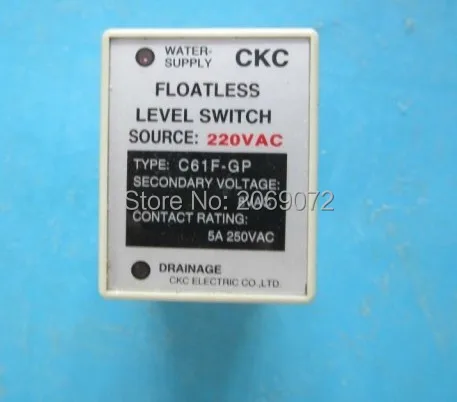 WATER-
SUPPLY
CKC
FLOATLESS
LEVEL SWITCH
SOURCE: 220VAC
TYPE: C61F-GP
SECONDARY VOLTAGE:
Store No: 2069072
CONTACT RATING:
5A 250VAC
DRAINAGE
CKC ELECTRIC CO.,LTD.